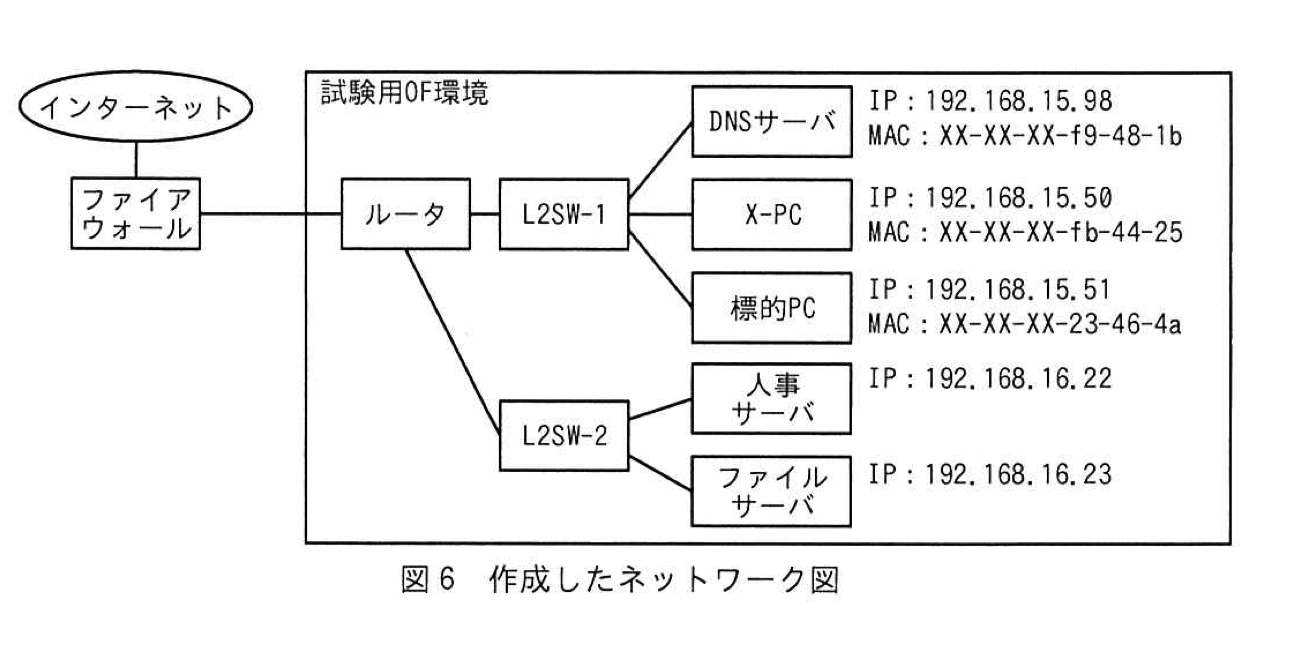 試験用OF環境
インターネット
ファイア
ウォール
ルータ
L2SW-1
DNSサーバ
IP:192.168.15.98
MAC:XX-XX-XX-f9-48-1b
X-PC
IP:192.168.15.50
MAC:XX-XX-XX-fb-44-25
標的PC
IP:192.168.15.51
MAC:XX-XX-XX-23-46-4a
L2SW-2
人事
サーバ
IP:192.168.16.22
ファイル
サーバ
IP:192.168.16.23
図6 作成したネットワーク図